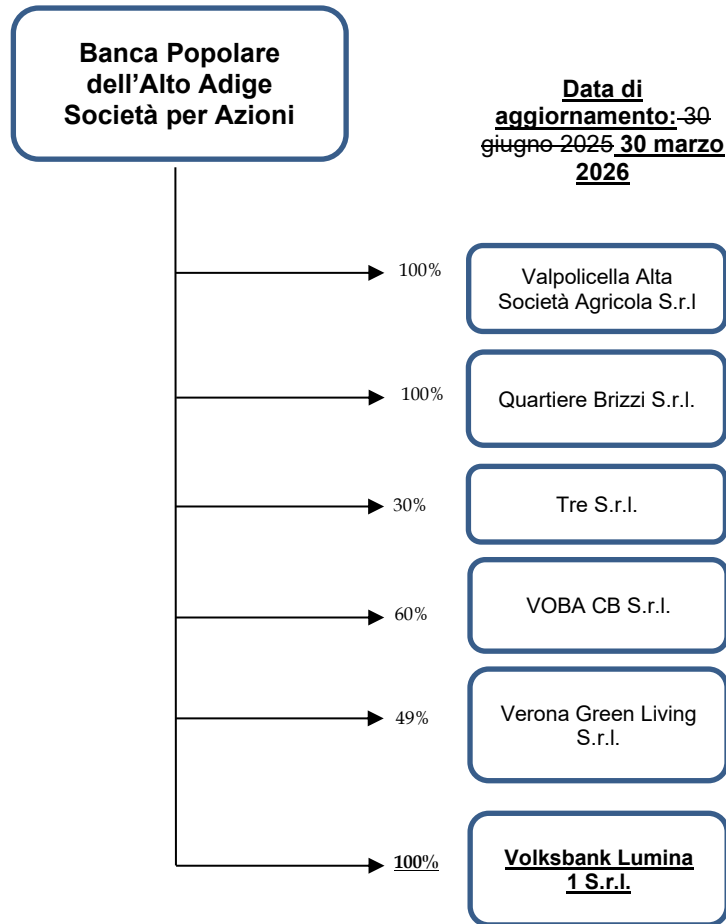 Banca Popolare
dell’Alto Adige
Società per Azioni
Data di
aggiornamento: 30
giugno 2025 30 marzo
2026
100%
Valpolicella Alta
Società Agricola S.r.l
100%
Quartiere Brizzi S.r.l.
30%
Tre S.r.l.
60%
VOBA CB S.r.l.
49%
Verona Green Living
S.r.l.
100%
Volksbank Lumina
1 S.r.l.